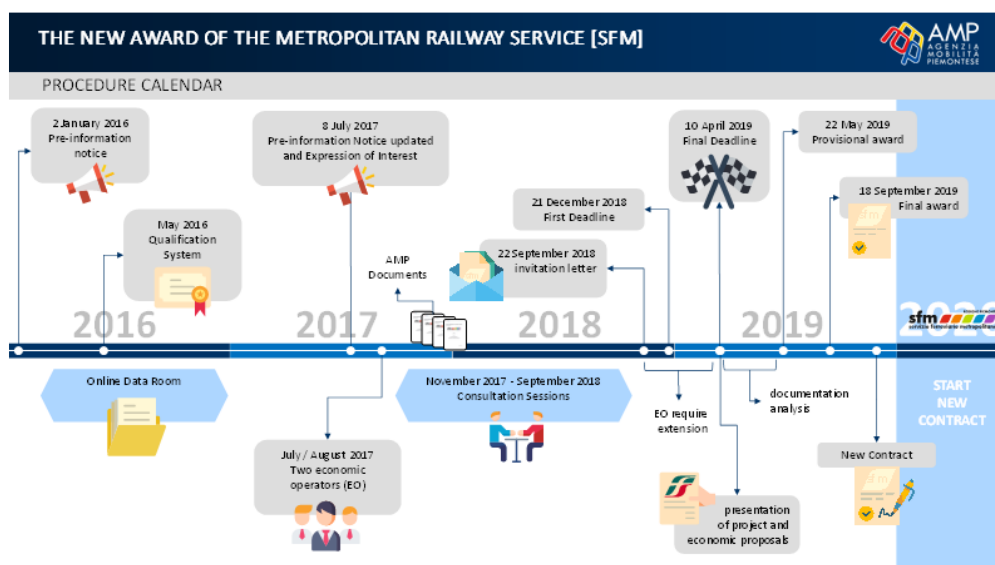 THE NEW AWARD OF THE METROPOLITAN RAILWAY SERVICE [SFM]
AMP
AGENZIA
MOBILITÀ
PIEMONTESE
PROCEDURE CALENDAR
2 January 2016
Pre-information
notice
8 July 2017
Pre-information Notice updated
and Expression of Interest
10 April 2019
Final Deadline
22 May 2019
Provisional award
18 September 2019
Final award
21 December 2018
First Deadline
May 2016
Qualification
System
AMP
Documents
22 September 2018
invitation letter
2016
2017
2018
2019
2020
sfm
servizio ferroviario metropolitano
Online Data Room
November 2017 - September 2018
Consultation Sessions
EO require
extension
documentation
analysis
START
NEW
CONTRACT
July / August 2017
Two economic
operators (EO)
New Contract
presentation
of project and
economic proposals